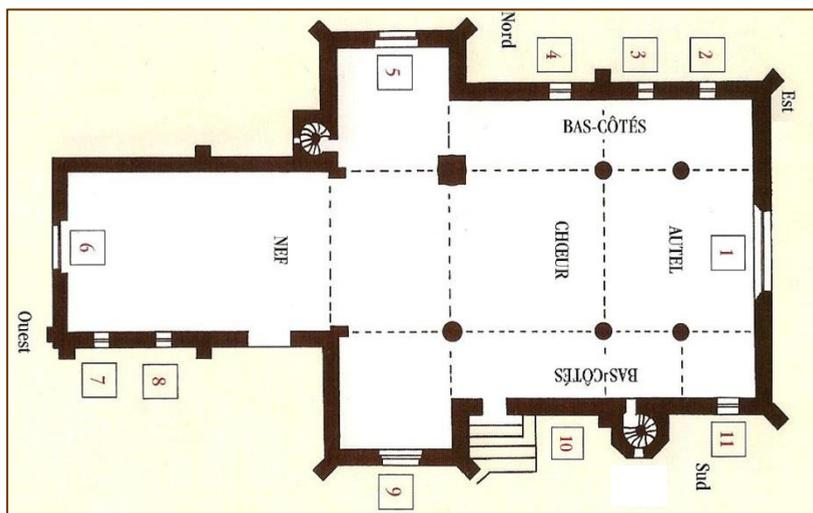 Nord
Est
5
4
3
2
BAS-CÔTÉS
6
NEF
CHŒUR
AUTEL
1
Ouest
7
8
BAS-CÔTÉS
9
10
11
Sud